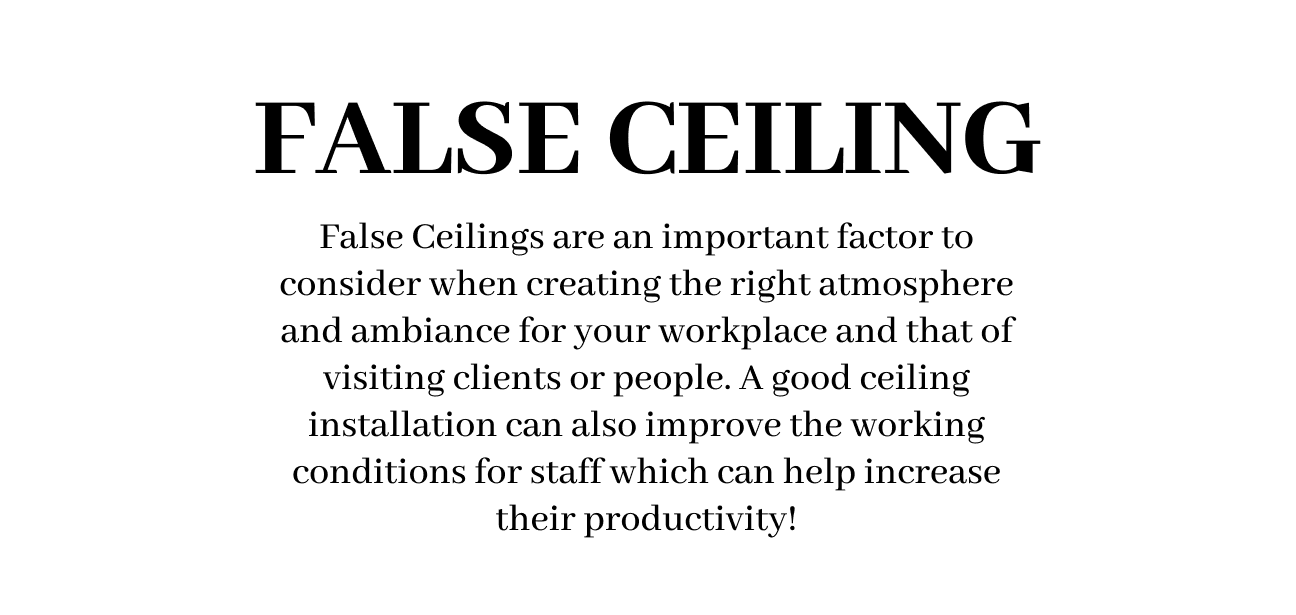 FALSE CEILING
False Ceilings are an important factor to
consider when creating the right atmosphere
and ambiance for your workplace and that of
visiting clients or people. A good ceiling
installation can also improve the working
conditions for staff which can help increase
their productivity!